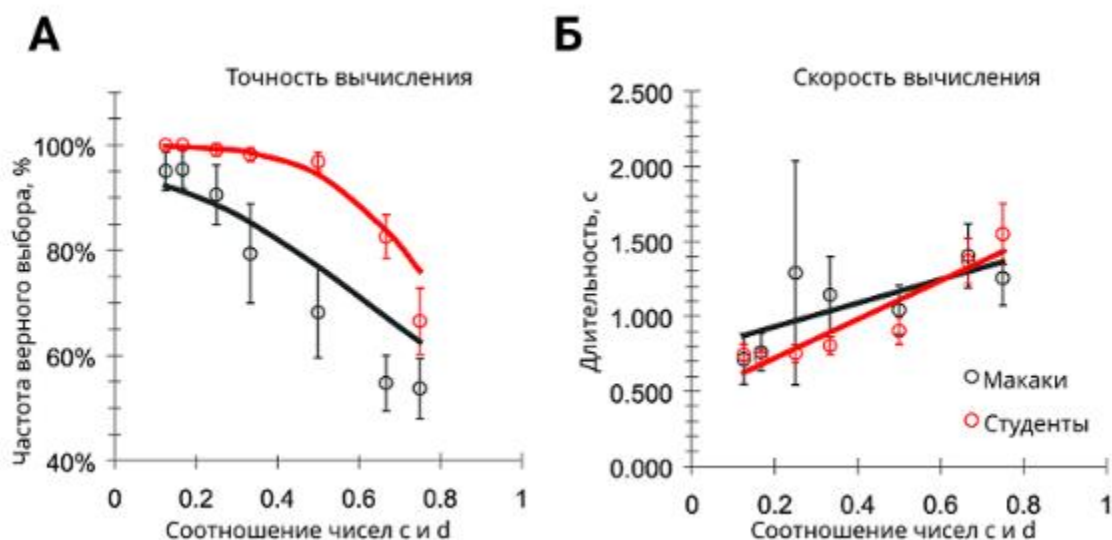 А
Точность вычисления
Частота верного выбора, %
100%
80%
60%
40%
0
0.2
0.4
0.6
0.8
1
Соотношение чисел c и d
Б
Скорость вычисления
Длительность, с
2.500
2.000
1.500
1.000
0.500
0.000
Макаки
Студенты
0
0.2
0.4
0.6
0.8
1
Соотношение чисел c и d